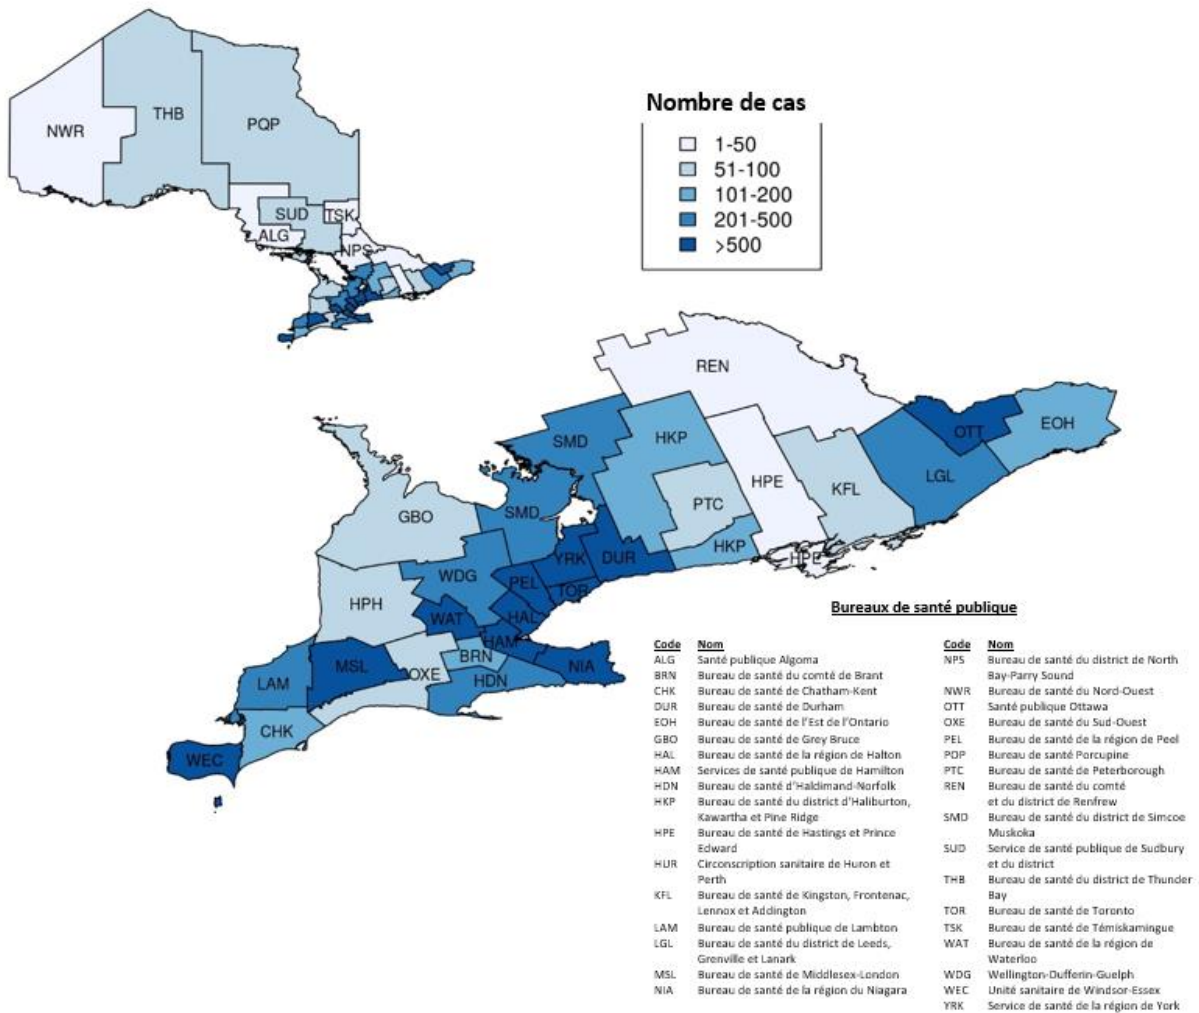 NWR
THB
PQP
SUD
TSK
ALG
NPS
Nombre de cas
1-50
51-100
101-200
201-500
>500
REN
SMD
HKP
OTT
EOH
HPE
KFL
LGL
GBO
SMD
PTC
HKP
HPE
YRK
DUR
WDG
PEL
TOR
HPH
WAT
HAL
HAM
BRN
MSL
OXE
NIA
LAM
HDN
CHK
WEC
Bureaux de santé publique
Code Nom
ALG Santé publique Algoma
BRN Bureau de santé du comté de Brant
CHK Bureau de santé de Chatham-Kent
DUR Bureau de santé de Durham
EOH Bureau de santé de l'Est de l'Ontario
GBO Bureau de santé de Grey Bruce
HAL Bureau de santé de la région de Halton
HAM Services de santé publique de Hamilton
HDN Bureau de santé d'Haldimand-Norfolk
HKP Bureau de santé du district d'Haliburton,
Kawartha et Pine Ridge
HPE Bureau de santé de Hastings et Prince
Edward
HUR Circonscription sanitaire de Huron et
Perth
KFL Bureau de santé de Kingston, Frontenac,
Lennox et Addington
LAM Bureau de santé publique de Lambton
LGL Bureau de santé du district de Leeds,
Grenville et Lanark
MSL Bureau de santé de Middlesex-London
NIA Bureau de santé de la région du Niagara
Code Nom
NPS Bureau de santé du district de North
Bay-Parry Sound
NWR Bureau de santé du Nord-Ouest
OTT Santé publique Ottawa
OXE Bureau de santé du Sud-Ouest
PEL Bureau de santé de la région de Peel
PQP Bureau de santé Porcupine
PTC Bureau de santé de Peterborough
REN Bureau de santé du comté
et du district de Renfrew
SMD Bureau de santé du district de Simcoe
Muskoka
SUD Service de santé publique de Sudbury
et du district
THB Bureau de santé du district de Thunder
Bay
TOR Bureau de santé de Toronto
TSK Bureau de santé de Témiskamingue
WAT Bureau de santé de la région de
Waterloo
WDG Wellington-Dufferin-Guelph
WEC Unité sanitaire de Windsor-Essex
YRK Service de santé de la région de York